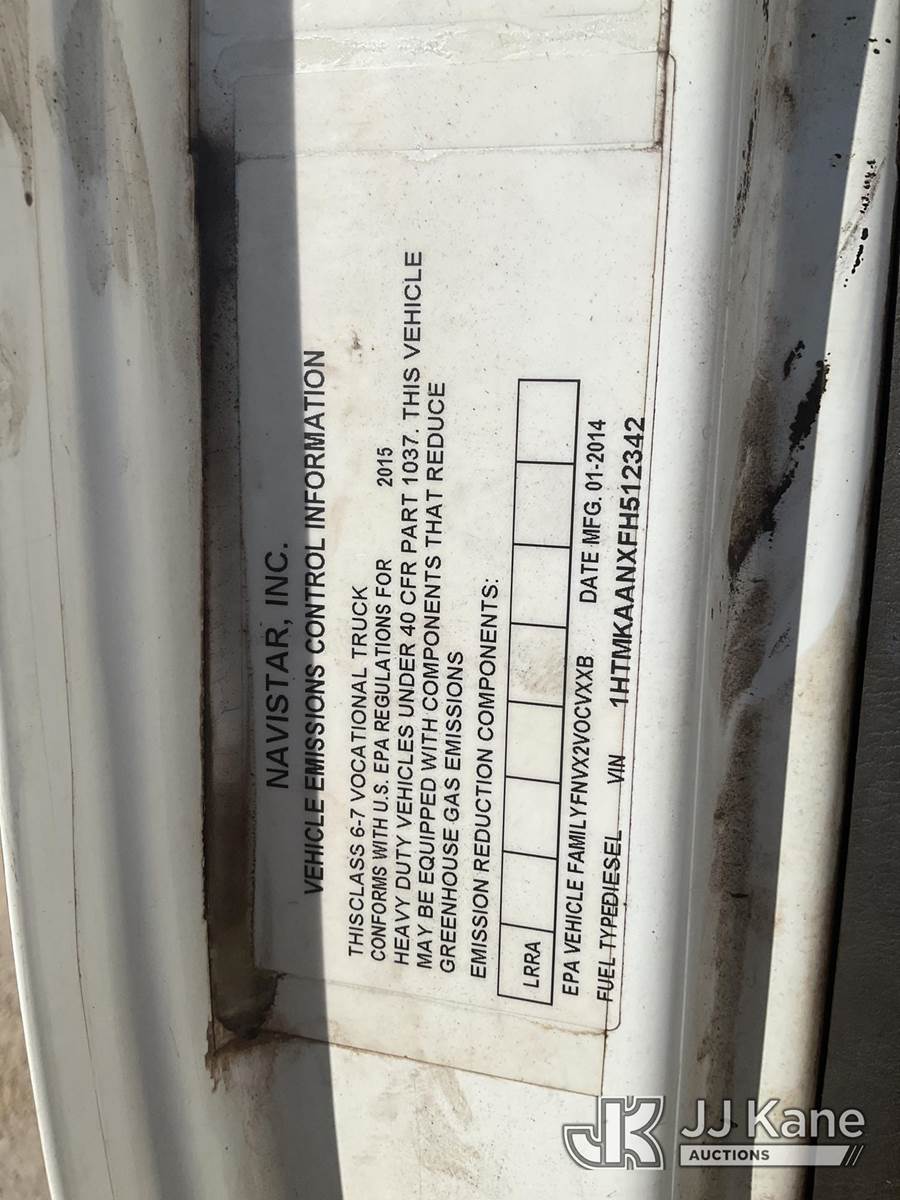 NAVISTAR, INC.
VEHICLE EMISSIONS CONTROL INFORMATION
THISCLASS 6-7 VOCATIONAL TRUCK
CONFORMS WITH U.S. EPA REGULATIONS FOR 2015
HEAVY DUTY VEHICLES UNDER 40 CFR PART 1037. THIS VEHICLE
MAY BE EQUIPPED WITH COMPONENTS THAT REDUCE
GREENHOUSE GAS EMISSIONS
EMISSION REDUCTION COMPONENTS:
LRRA
EPA VEHICLE FAMILYFNVX2VOCVXXB DATE MFG. 01-2014
FUEL TYPEDIESEL VIN 1HTMKAANXFH512342
JK JJ Kane
AUCTIONS